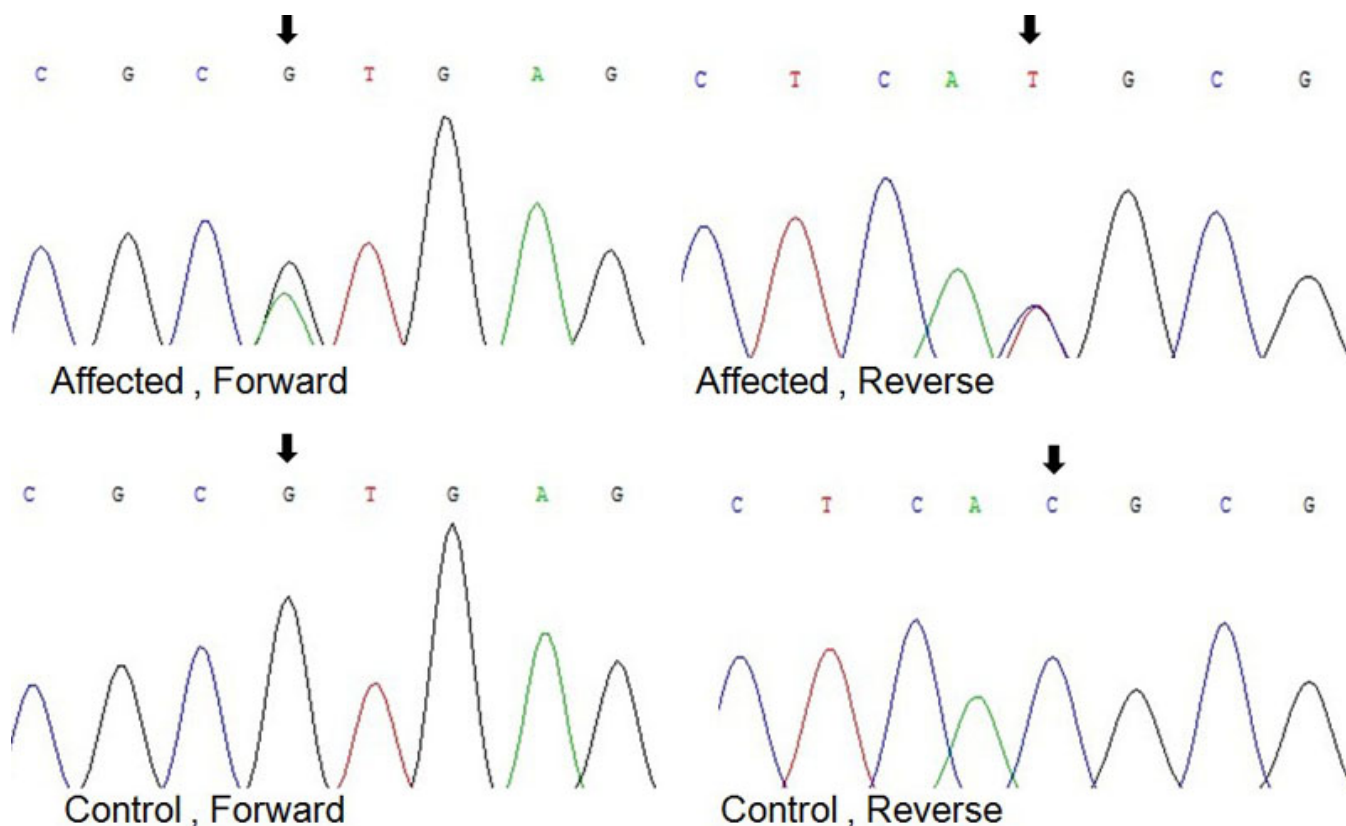 C G C G T G A G
C T C A T G C G
Affected , Forward
Affected , Reverse
C G C G T G A G
C T C A C G C G
Control , Forward
Control , Reverse